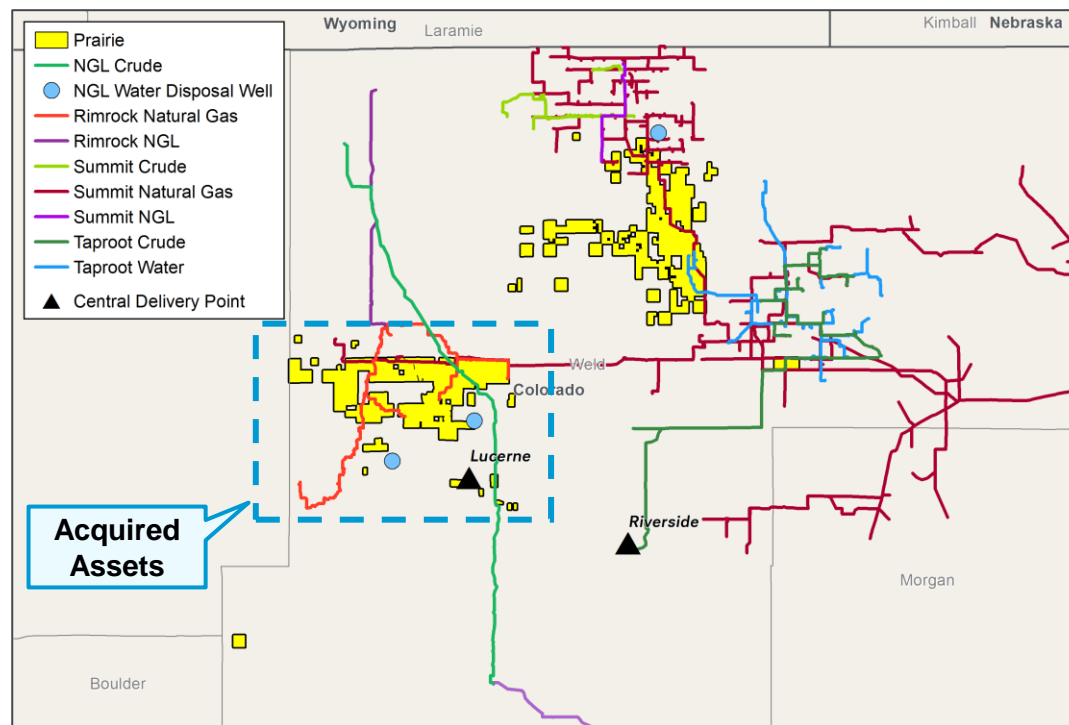 Wyoming
Laramie
Kimball
Nebraska
Prairie
NGL Crude
NGL Water Disposal Well
Rimrock Natural Gas
Rimrock NGL
Summit Crude
Summit Natural Gas
Summit NGL
Taproot Crude
Taproot Water
Central Delivery Point
Weld
Colorado
Lucerne
Riverside
Acquired
Assets
Morgan
Boulder